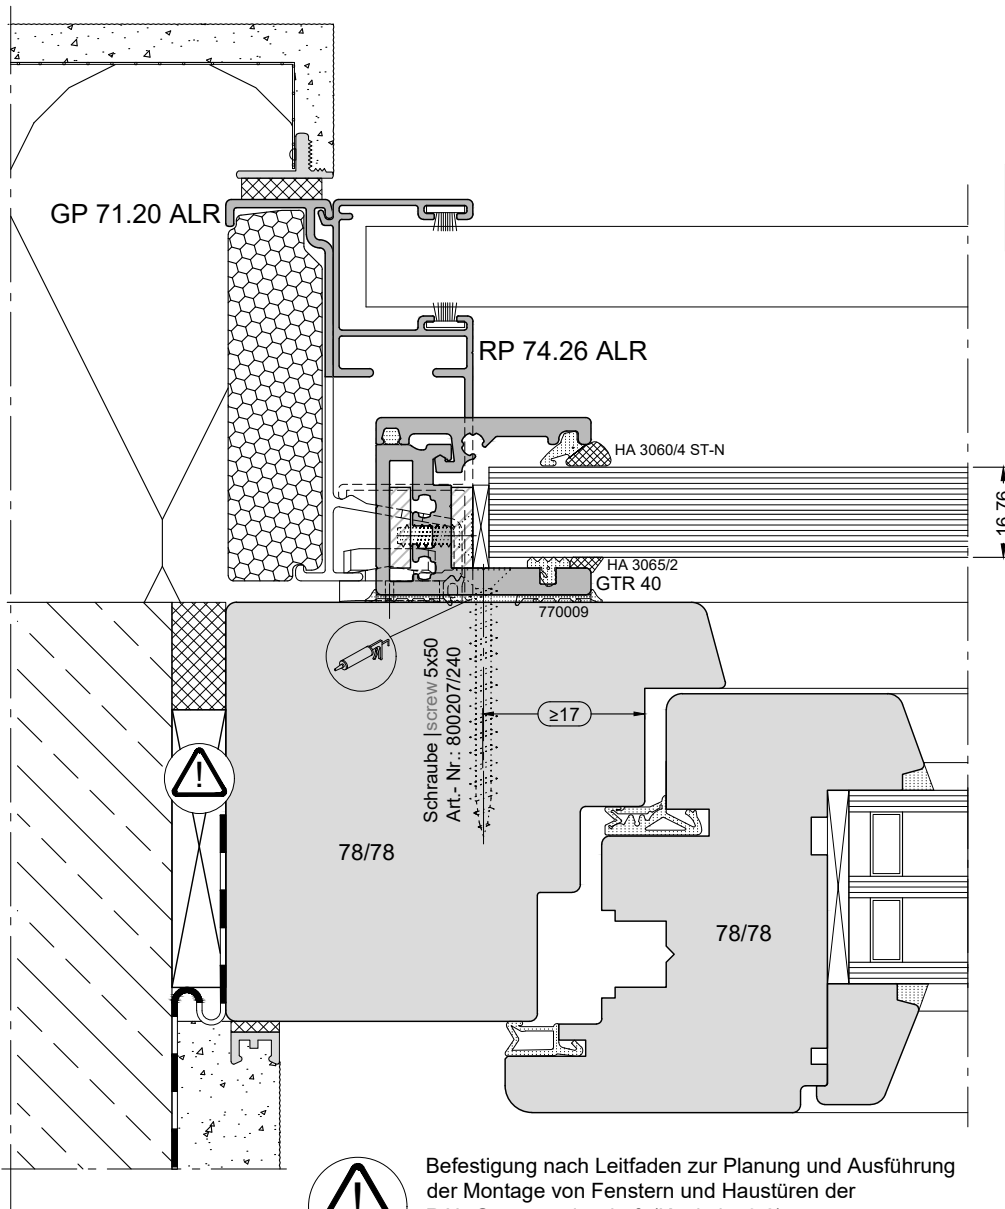 GP 71.20 ALR
RP 74.26 ALR
HA 3060/4 ST-N
16,76
HA 3065/2
GTR 40
770009
Schraube |screw 5x50
Art.- Nr.: 800207/240
≥17
78/78
78/78
Befestigung nach Leitfaden zur Planung und Ausführung
der Montage von Fenstern und Haustüren der